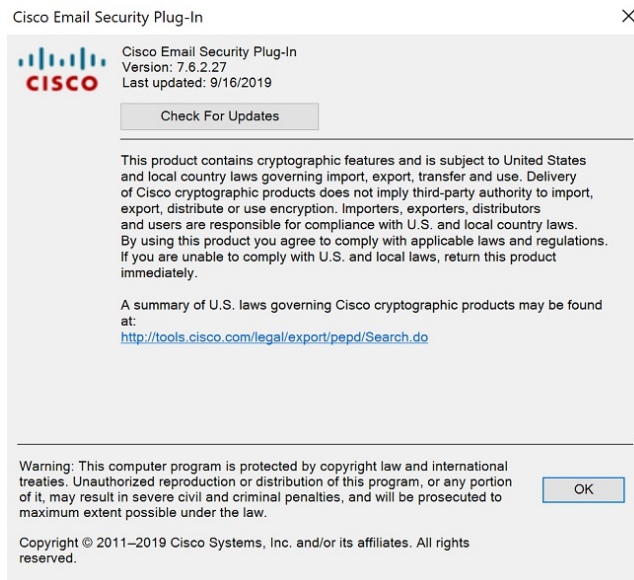 Cisco Email Security Plug-In
CISCO
Cisco Email Security Plug-In
Version: 7.6.2.27
Last updated: 9/16/2019
Check For Updates
This product contains cryptographic features and is subject to United States
and local country laws governing import, export, transfer and use. Delivery
of Cisco cryptographic products does not imply third-party authority to import,
export, distribute or use encryption. Importers, exporters, distributors
and users are responsible for compliance with U.S. and local country laws.
By using this product you agree to comply with applicable laws and regulations.
If you are unable to comply with U.S. and local laws, return this product
immediately.
A summary of U.S. laws governing Cisco cryptographic products may be found
at:
http://tools.cisco.com/legal/export/pepd/Search.do
Warning: This computer program is protected by copyright law and international
treaties. Unauthorized reproduction or distribution of this program, or any portion
of it, may result in severe civil and criminal penalties, and will be prosecuted to
maximum extent possible under the law.
OK
Copyright © 2011–2019 Cisco Systems, Inc. and/or its affiliates. All rights
reserved.